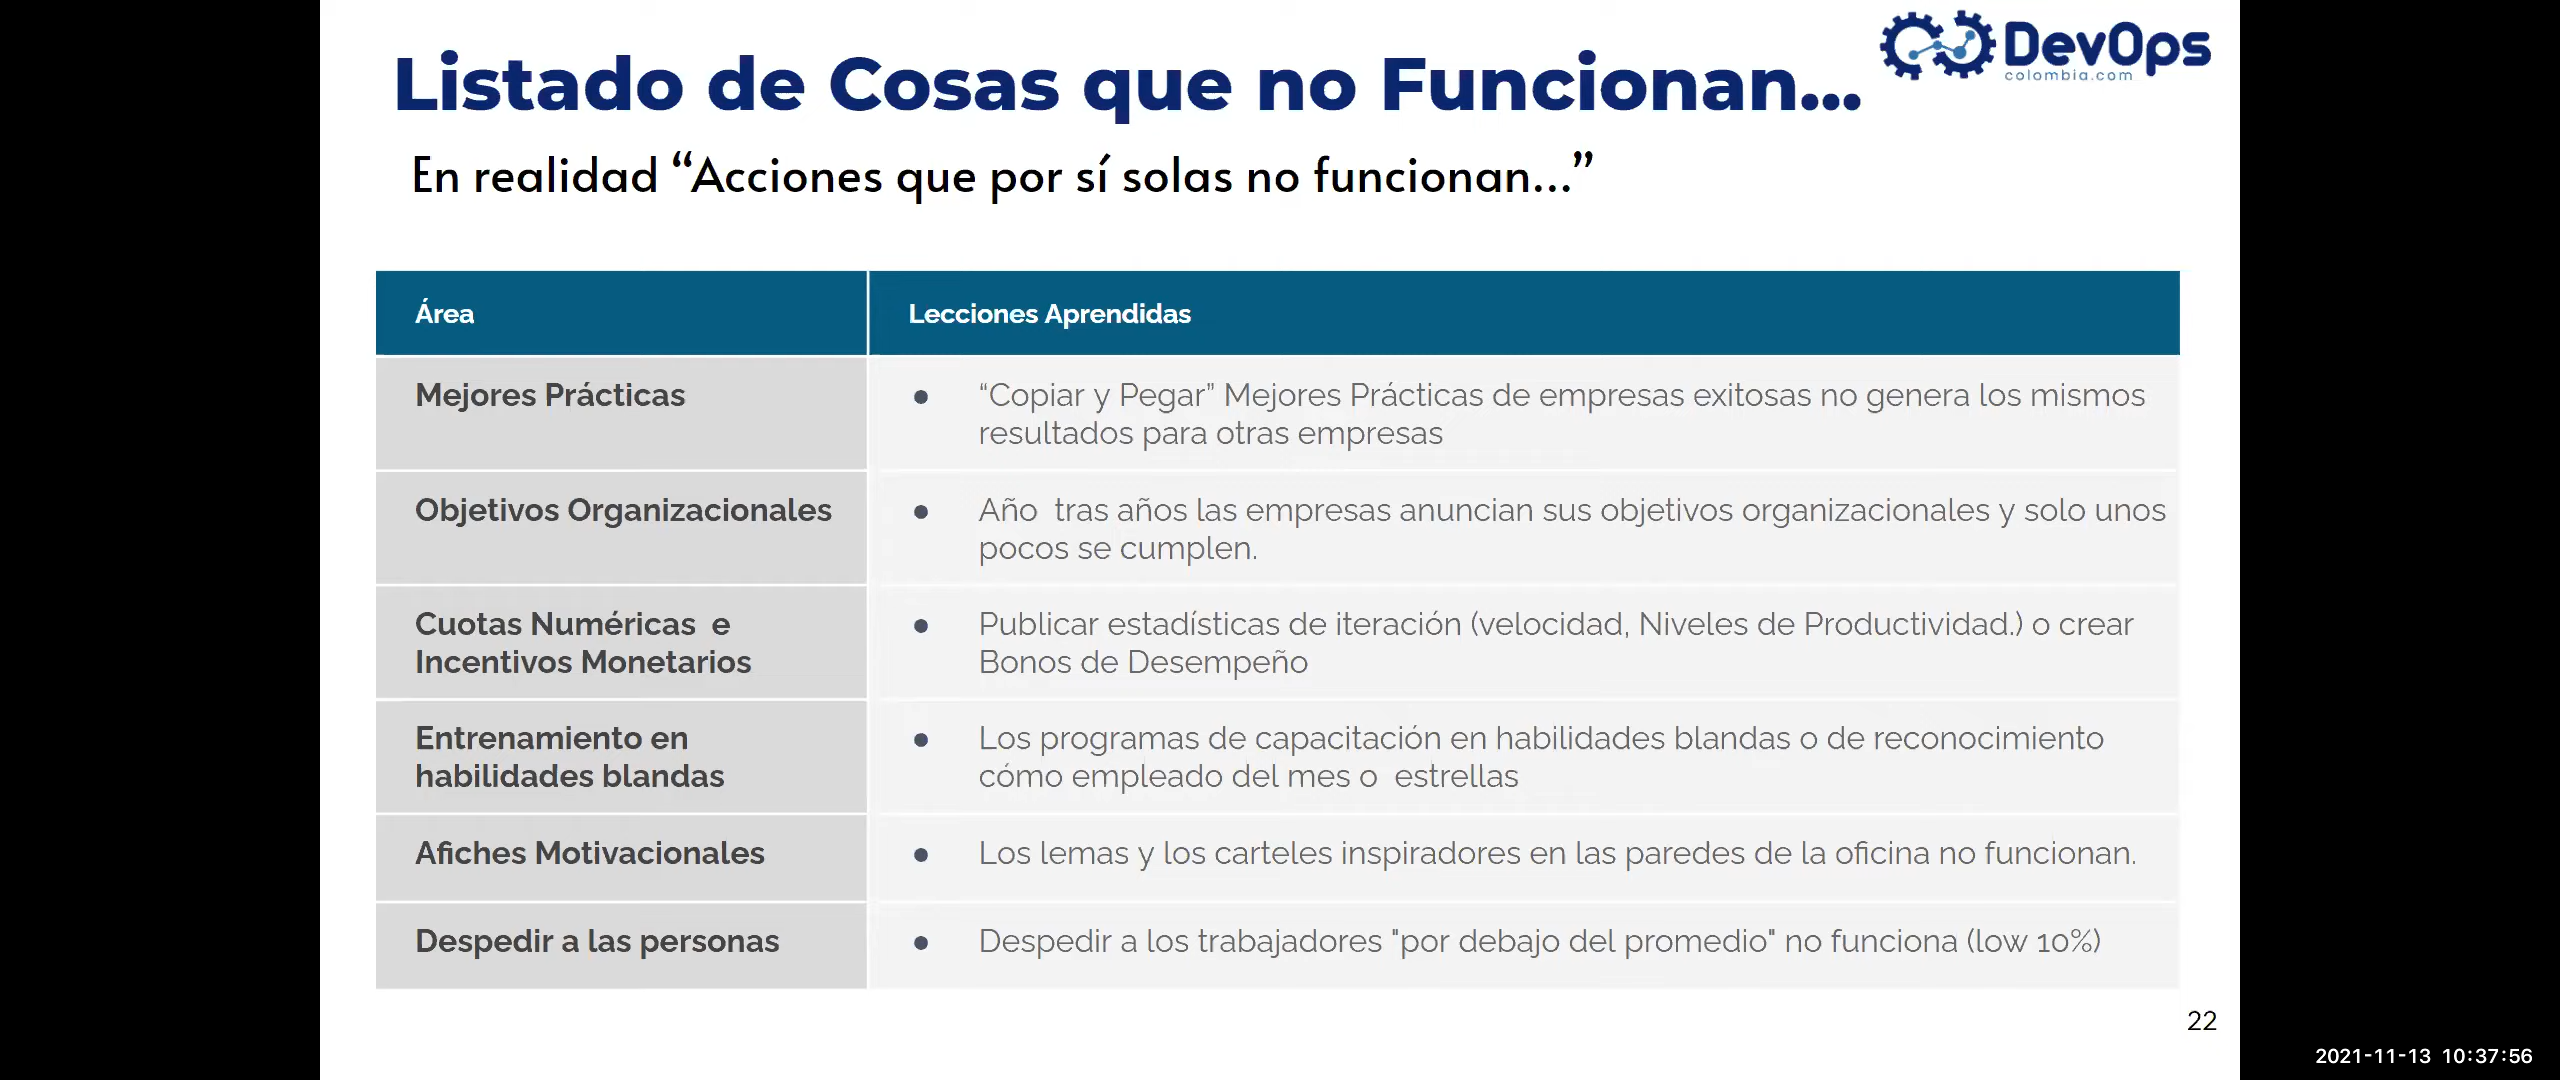 DevOps
colombia.com
Listado de Cosas que no Funcionan...
En realidad “Acciones que por sí solas no funcionan...”
Área
Lecciones Aprendidas
Mejores Prácticas
● “Copiar y Pegar” Mejores Prácticas de empresas exitosas no genera los mismos
resultados para otras empresas
Objetivos Organizacionales
● Año  tras años las empresas anuncian sus objetivos organizacionales y solo unos
pocos se cumplen.
Cuotas Numéricas  e
Incentivos Monetarios
● Publicar estadísticas de iteración (velocidad, Niveles de Productividad.) o crear
Bonos de Desempeño
Entrenamiento en
habilidades blandas
● Los programas de capacitación en habilidades blandas o de reconocimiento
cómo empleado del mes o  estrellas
Afiches Motivacionales
● Los lemas y los carteles inspiradores en las paredes de la oficina no funcionan.
Despedir a las personas
● Despedir a los trabajadores "por debajo del promedio" no funciona (low 10%)
22
2021-11-13 10:37:56